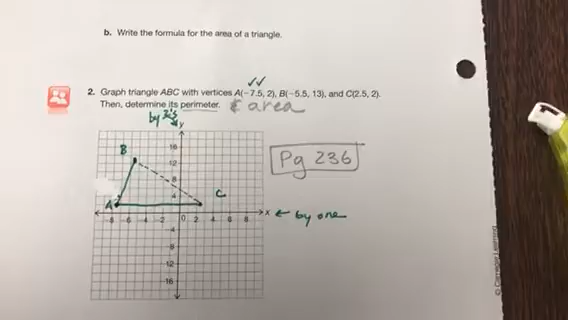 b. Write the formula for the area of a triangle.
2. Graph triangle ABC with vertices A(−7.5, 2), B(−5.5, 13), and C(2.5, 2).
Then, determine its perimeter. & area
y
16
B
12
Pg 236
8
4
C
A
-8 -6 -4 -2 0 2 4 6 8 x ← by one
-4
-8
12
16
© Carnegie Learning